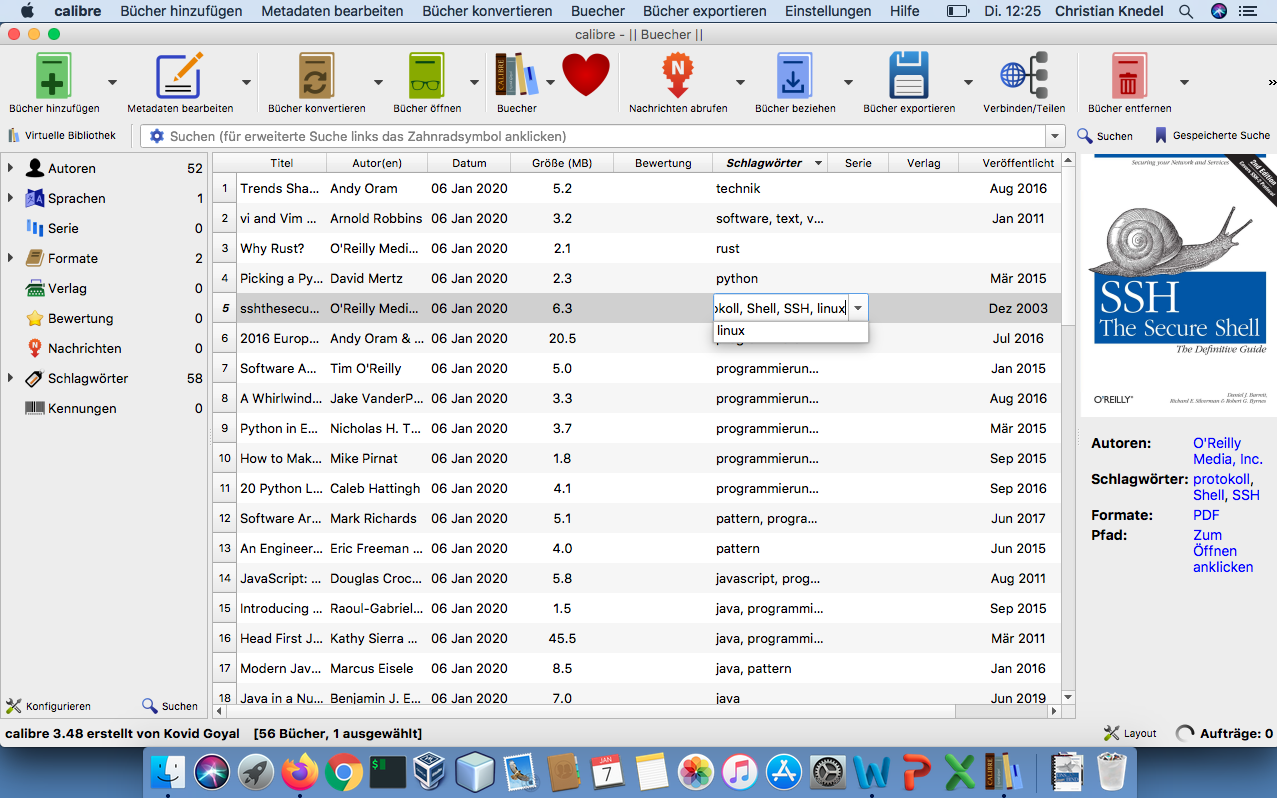 calibre Bücher hinzufügen Metadaten bearbeiten Bücher konvertieren Buecher Bücher exportieren Einstellungen Hilfe Di. 12:25 Christian Knedel
calibre - || Buecher ||
Bücher hinzufügen Metadaten bearbeiten Bücher konvertieren Bücher öffnen Buecher Nachrichten abrufen Bücher beziehen Bücher exportieren Verbinden/Teilen Bücher entfernen »
Virtuelle Bibliothek Suchen (für erweiterte Suche links das Zahnradsymbol anklicken) Suchen Gespeicherte Suche
Autoren 52
Sprachen 1
Serie 0
Formate 2
Verlag 0
Bewertung 0
Nachrichten 0
Schlagwörter 58
Kennungen 0
Konfigurieren Suchen
Titel Autor(en) Datum Größe (MB) Bewertung Schlagwörter Serie Verlag Veröffentlicht
1 Trends Sha... Andy Oram 06 Jan 2020 5.2 technik Aug 2016
2 vi and Vim ... Arnold Robbins 06 Jan 2020 3.2 software, text, v... Jan 2011
3 Why Rust? O'Reilly Medi... 06 Jan 2020 2.1 rust
4 Picking a Py... David Mertz 06 Jan 2020 2.3 python Mär 2015
5 sshthesecu... O'Reilly Medi... 06 Jan 2020 6.3 okoll, Shell, SSH, linux Dez 2003
linux
6 2016 Europ... Andy Oram & ... 06 Jan 2020 20.5 Jul 2016
7 Software A... Tim O'Reilly 06 Jan 2020 5.0 programmierun... Jan 2015
8 A Whirlwind... Jake VanderP... 06 Jan 2020 3.3 programmierun... Aug 2016
9 Python in E... Nicholas H. T... 06 Jan 2020 3.7 programmierun... Mär 2015
10 How to Mak... Mike Pirnat 06 Jan 2020 1.8 programmierun... Sep 2015
11 20 Python L... Caleb Hattingh 06 Jan 2020 4.1 programmierun... Sep 2016
12 Software Ar... Mark Richards 06 Jan 2020 5.1 pattern, progra... Jun 2017
13 An Engineer... Eric Freeman ... 06 Jan 2020 4.0 pattern Jun 2015
14 JavaScript: ... Douglas Croc... 06 Jan 2020 5.8 javascript, prog... Aug 2011
15 Introducing ... Raoul-Gabriel... 06 Jan 2020 1.5 java, programmi... Sep 2015
16 Head First J... Kathy Sierra ... 06 Jan 2020 45.5 java, programmi... Mär 2011
17 Modern Jav... Marcus Eisele 06 Jan 2020 8.5 java, pattern Jan 2016
18 Java in a Nu... Benjamin J. E... 06 Jan 2020 7.0 java Jun 2019
Securing your Network and Services
2nd Edition
SSH
The Secure Shell
The Definitive Guide
O'REILLY®
Daniel J. Barrett,
Richard E. Silverman & Robert G. Byrnes
Autoren: O'Reilly
Media, Inc.
Schlagwörter: protokoll,
Shell, SSH
Formate: PDF
Pfad: Zum
Öffnen
anklicken
calibre 3.48 erstellt von Kovid Goyal [56 Bücher, 1 ausgewählt] Layout Aufträge: 0
JAN
7